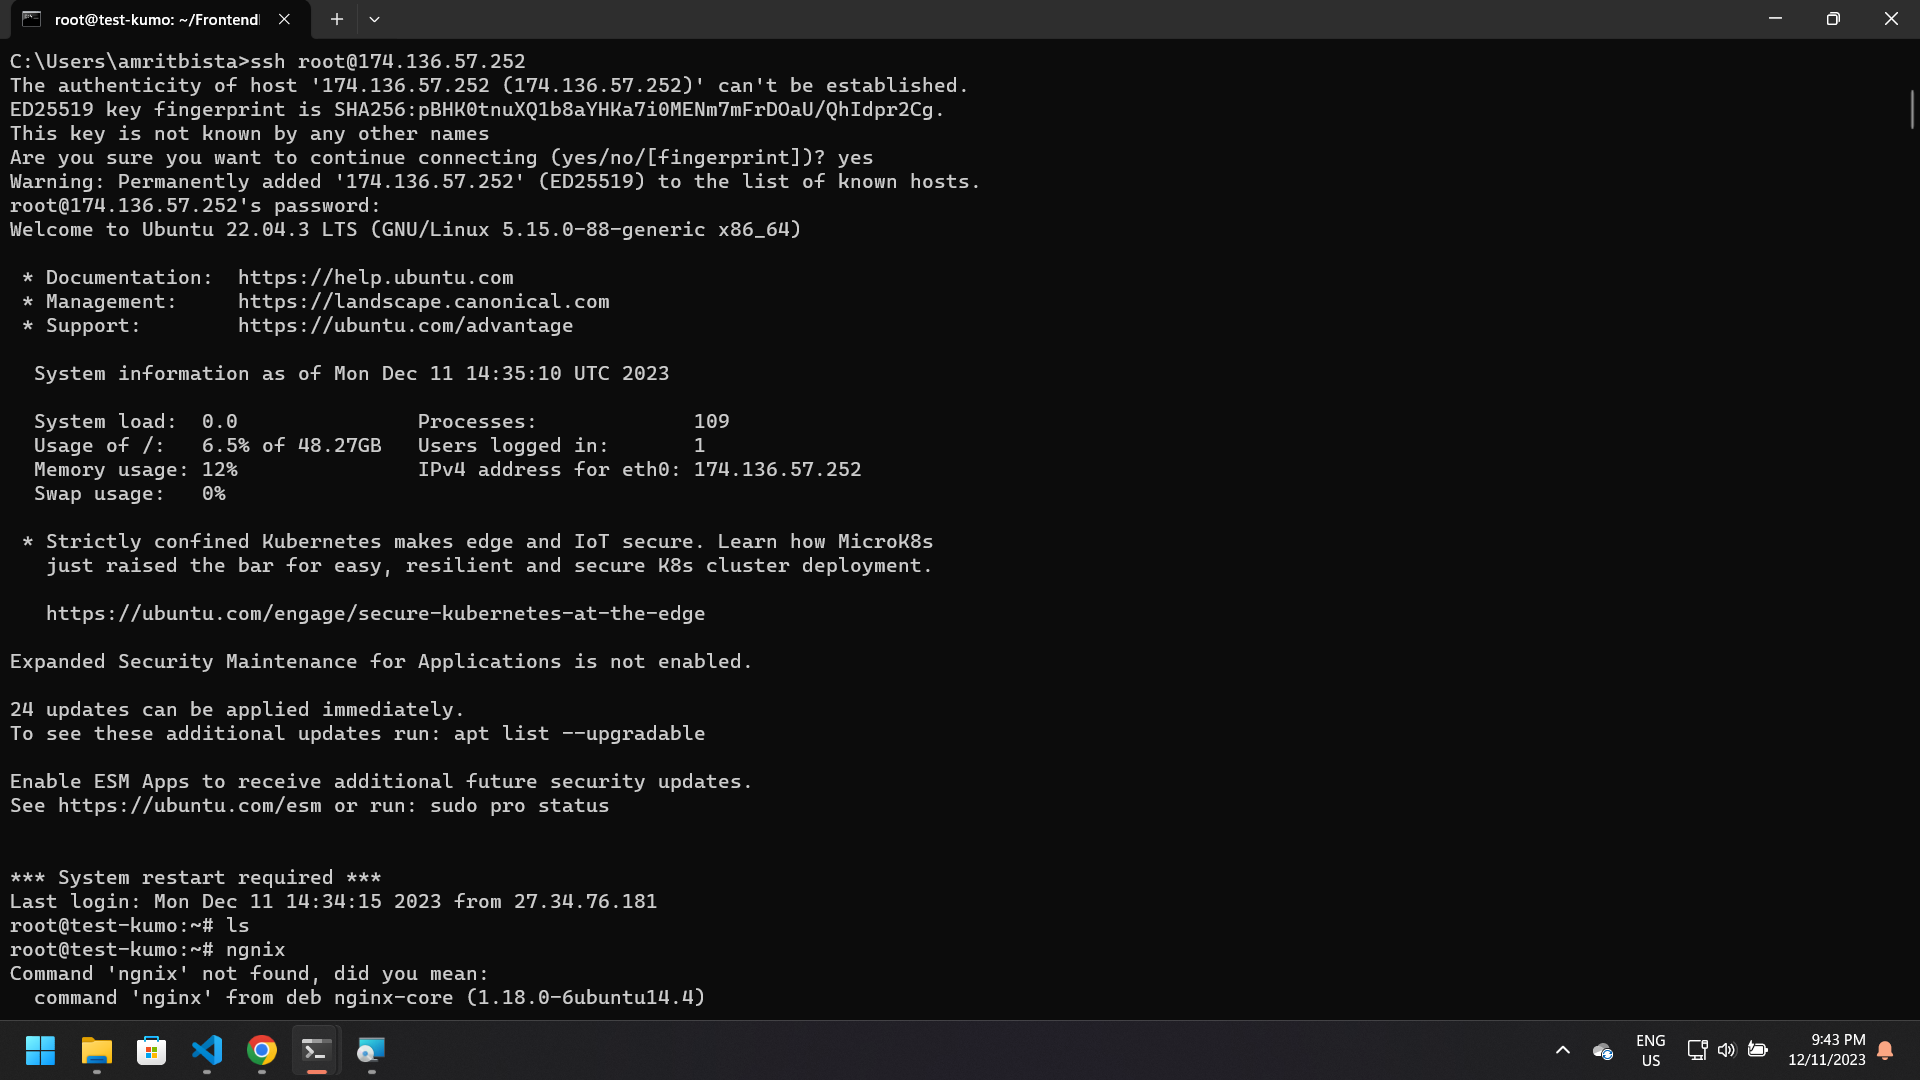 root@test-kumo: ~/Frontend
C:\Users\amritbista>ssh root@174.136.57.252
The authenticity of host '174.136.57.252 (174.136.57.252)' can't be established.
ED25519 key fingerprint is SHA256:pBHK0tnuXQ1b8aYHKa7i0MENm7mFrDOaU/QhIdpr2Cg.
This key is not known by any other names
Are you sure you want to continue connecting (yes/no/[fingerprint])? yes
Warning: Permanently added '174.136.57.252' (ED25519) to the list of known hosts.
root@174.136.57.252's password:
Welcome to Ubuntu 22.04.3 LTS (GNU/Linux 5.15.0-88-generic x86_64)
* Documentation:  https://help.ubuntu.com
* Management:     https://landscape.canonical.com
* Support:        https://ubuntu.com/advantage
System information as of Mon Dec 11 14:35:10 UTC 2023
System load:  0.0               Processes:             109
Usage of /:   6.5% of 48.27GB   Users logged in:       1
Memory usage: 12%               IPv4 address for eth0: 174.136.57.252
Swap usage:   0%
* Strictly confined Kubernetes makes edge and IoT secure. Learn how MicroK8s
just raised the bar for easy, resilient and secure K8s cluster deployment.
https://ubuntu.com/engage/secure-kubernetes-at-the-edge
Expanded Security Maintenance for Applications is not enabled.
24 updates can be applied immediately.
To see these additional updates run: apt list --upgradable
Enable ESM Apps to receive additional future security updates.
See https://ubuntu.com/esm or run: sudo pro status
*** System restart required ***
Last login: Mon Dec 11 14:34:15 2023 from 27.34.76.181
root@test-kumo:~# ls
root@test-kumo:~# ngnix
Command 'ngnix' not found, did you mean:
command 'nginx' from deb nginx-core (1.18.0-6ubuntu14.4)
ENG
US
9:43 PM
12/11/2023